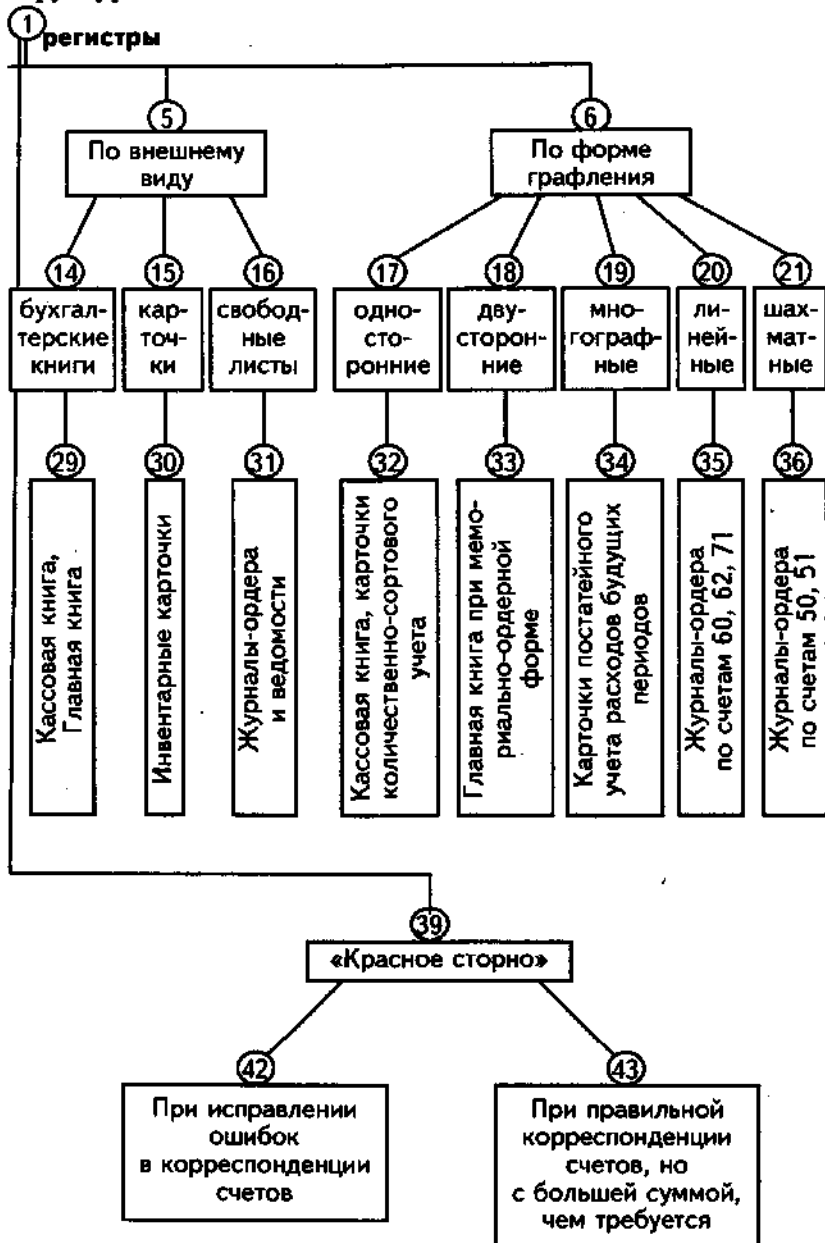 1
регистры
5
6
По внешнему
виду
По форме
графления
14
15
16
17
18
19
20
21
бухгал-
терские
книги
кар-
точ-
ки
свобод-
ные
листы
одно-
сто-
ронние
дву-
сторон-
ние
мно-
гограф-
ные
ли-
ней-
ные
шах-
мат-
ные
29
30
31
32
33
34
35
36
Кассовая книга,
Главная книга
Инвентарные карточки
Журналы-ордера
и ведомости
Кассовая книга, карточки
количественно-сортового
учета
Главная книга при мемо-
риально-ордерной
форме
Карточки постатейного
учета расходов будущих
периодов
Журналы-ордера
по счетам 60, 62, 71
Журналы-ордера
по счетам 50, 51
39
«Красное сторно»
42
43
При исправлении
ошибок
в корреспонденции
счетов
При правильной
корреспонденции
счетов, но
с большей суммой,
чем требуется